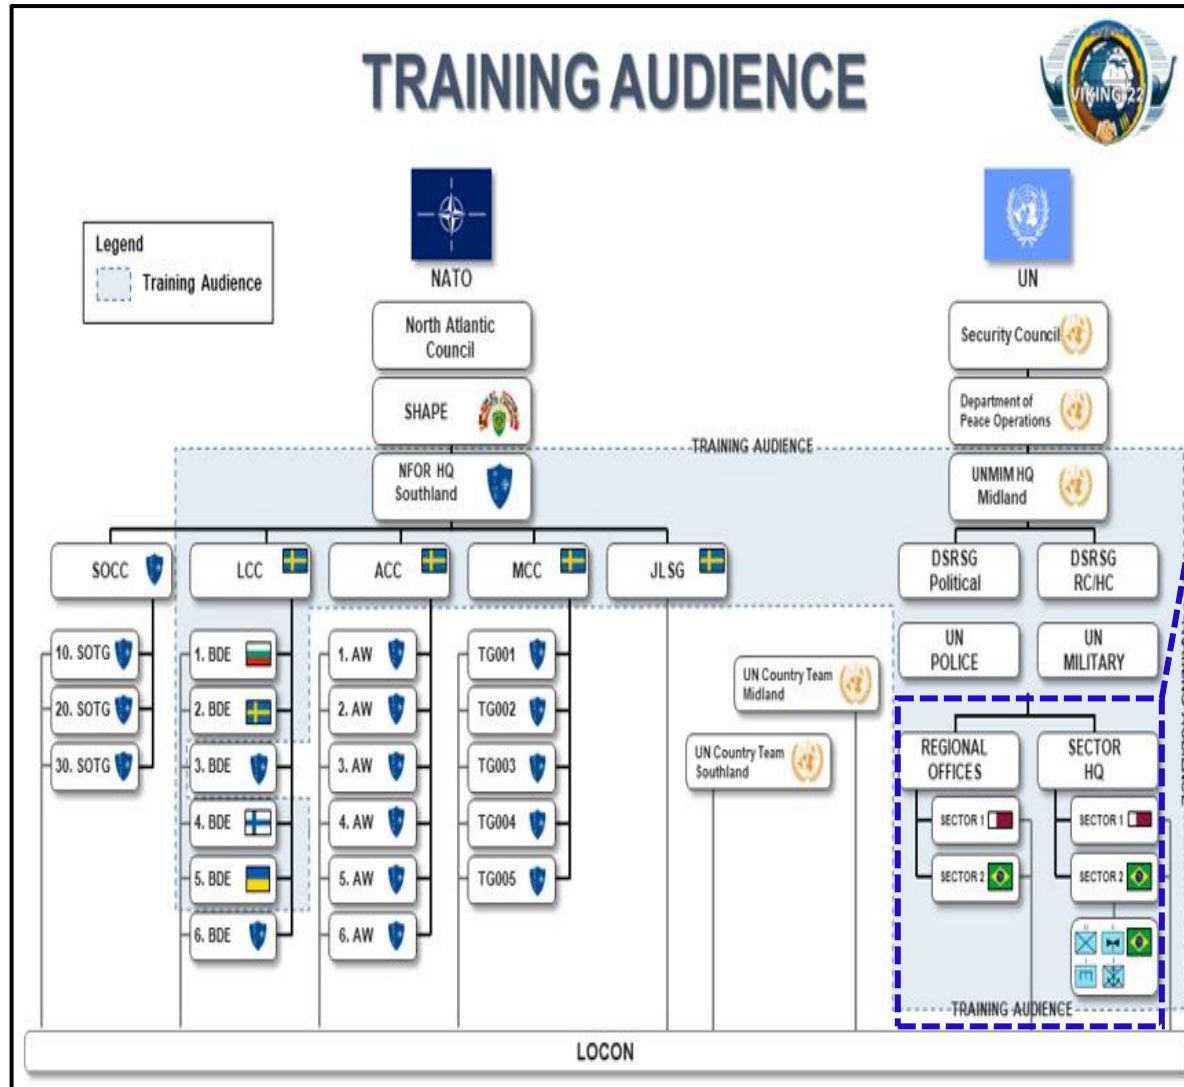 TRAINING AUDIENCE
VIKING 22
Legend
Training Audience
NATO
UN
North Atlantic
Council
Security Council
SHAPE
Department of
Peace Operations
TRAINING AUDIENCE
NFOR HQ
Southland
UNMIM HQ
Midland
SOCC
LCC
ACC
MCC
JLSG
DSRSG
Political
DSRSG
RC/HC
10. SOTG
20. SOTG
30. SOTG
1. BDE
2. BDE
3. BDE
4. BDE
5. BDE
6. BDE
1. AW
2. AW
3. AW
4. AW
5. AW
6. AW
TG001
TG002
TG003
TG004
TG005
UN Country Team
Midland
UN Country Team
Southland
UN
POLICE
UN
MILITARY
REGIONAL
OFFICES
SECTOR
HQ
SECTOR 1
SECTOR 2
SECTOR 1
SECTOR 2
TRAINING AUDIENCE
LOCON